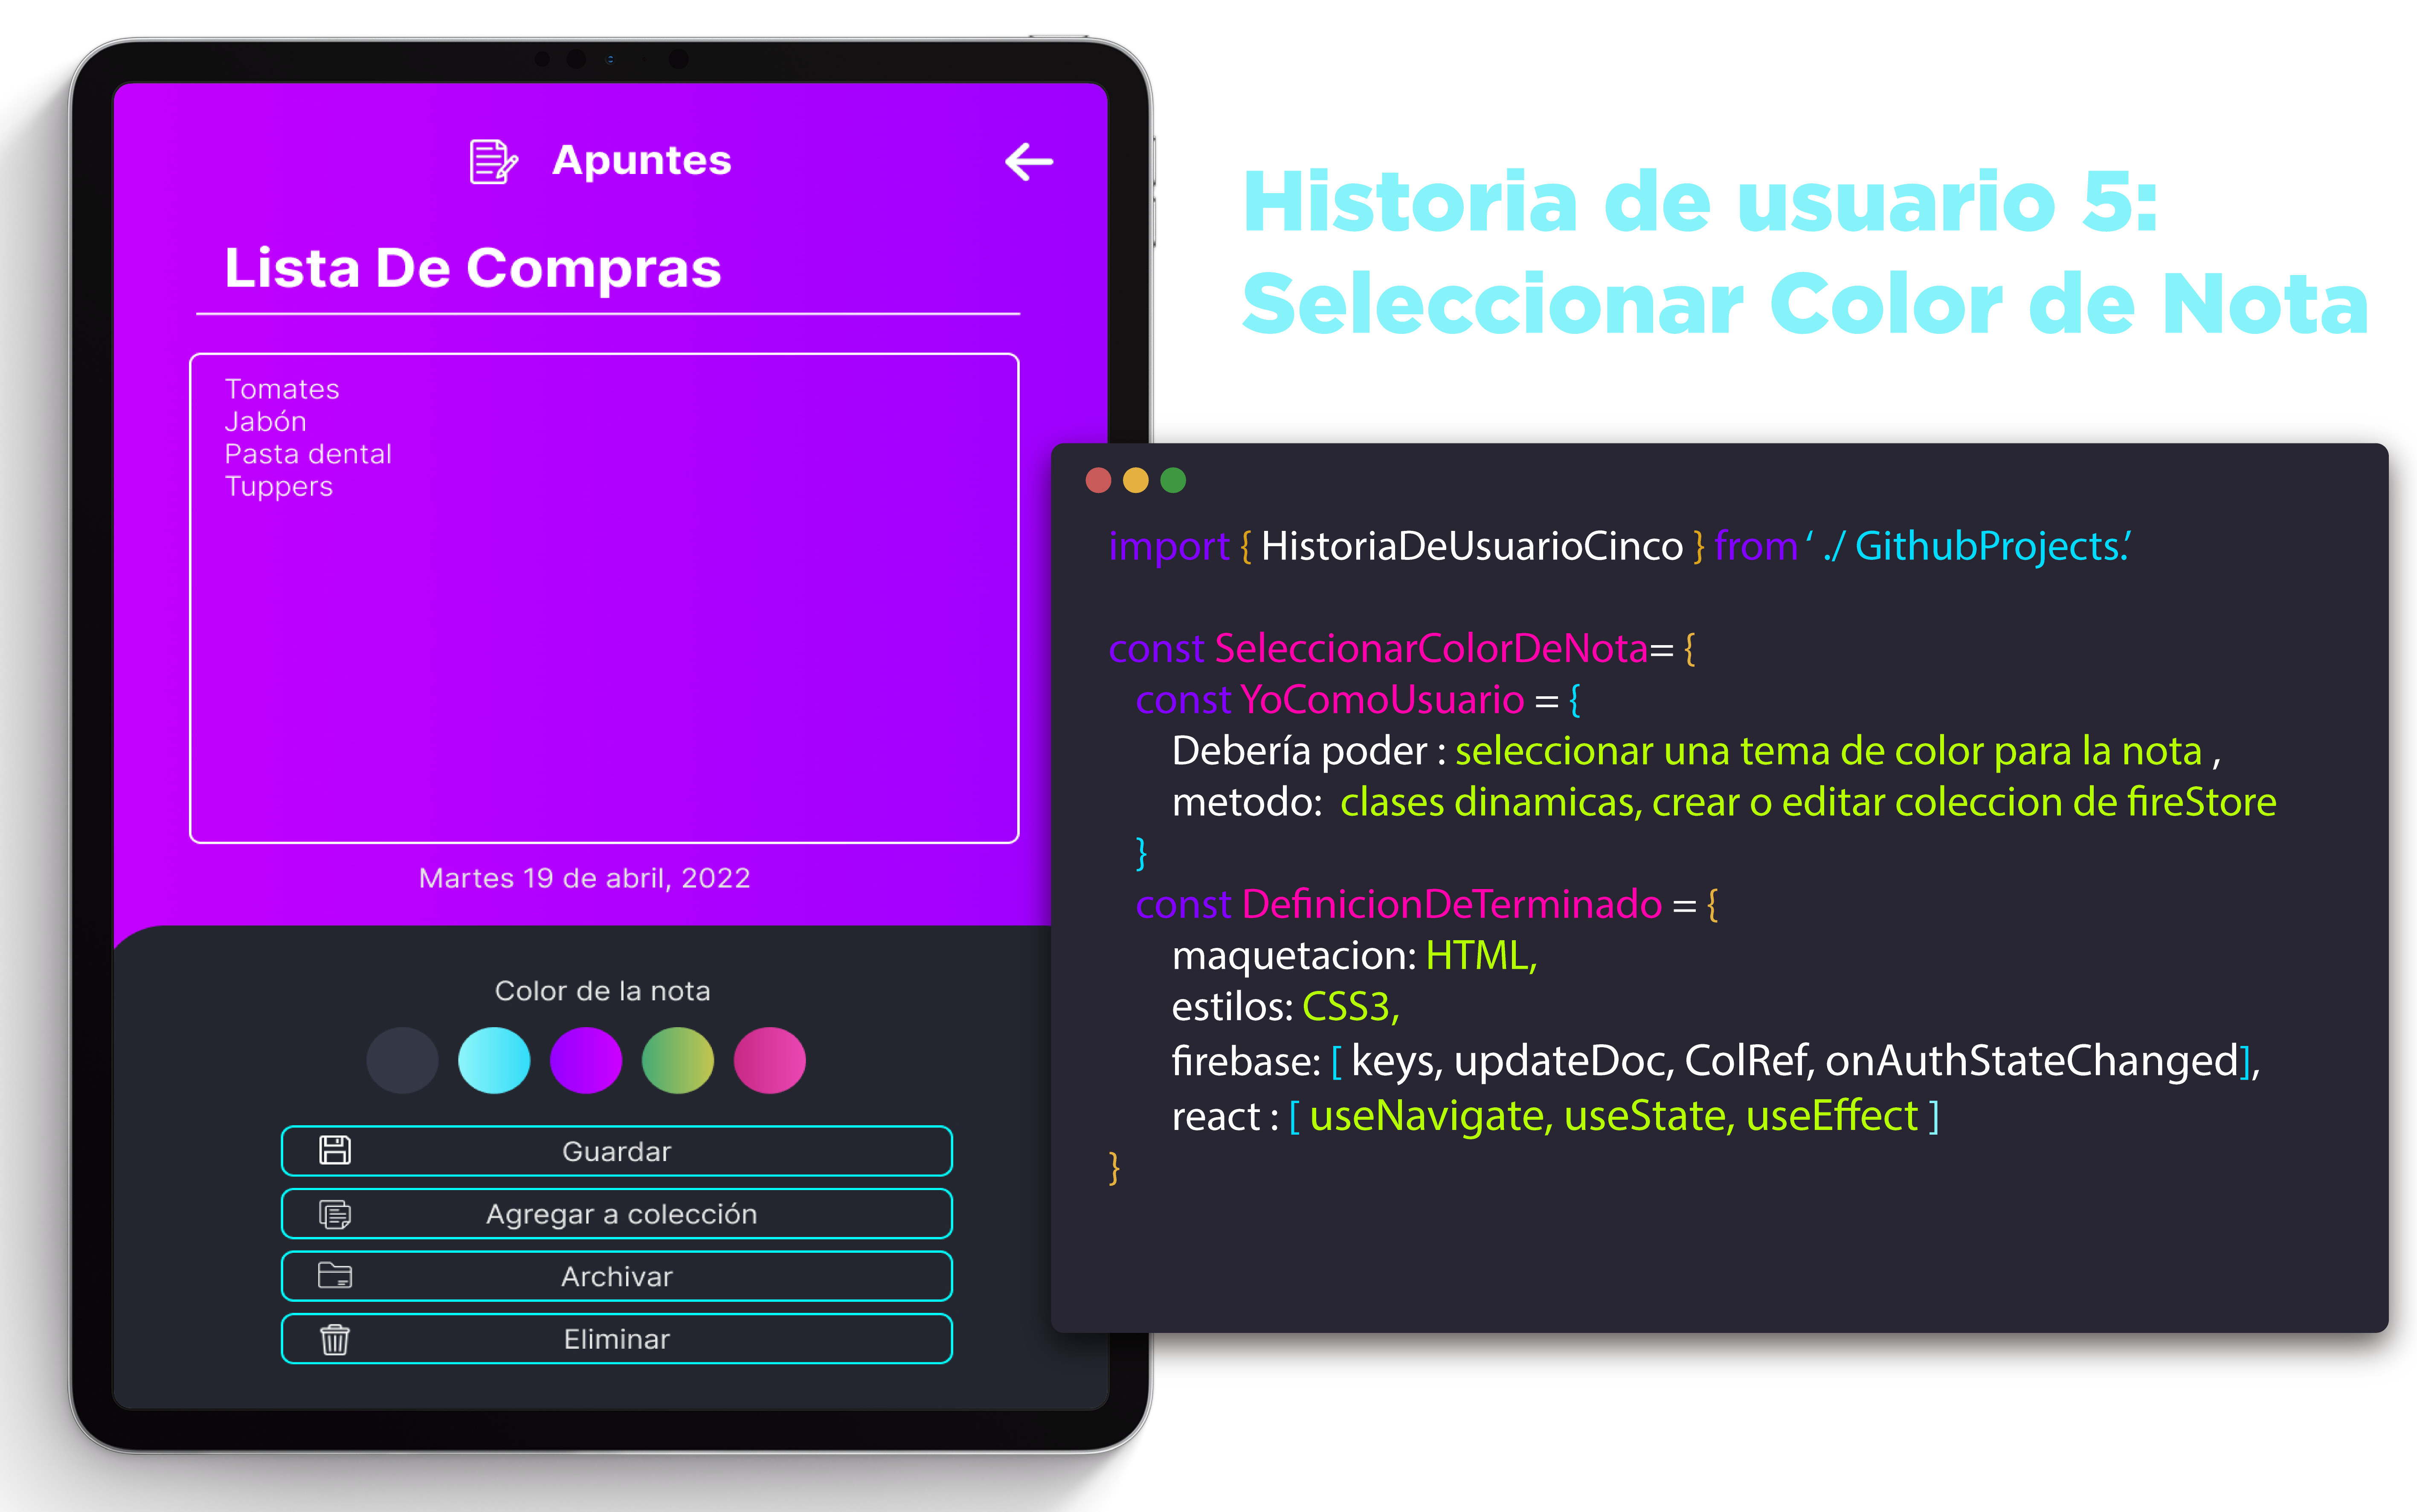 Apuntes
Lista De Compras
Tomates
Jabón
Pasta dental
Tuppers
Martes 19 de abril, 2022
Color de la nota
Guardar
Agregar a colección
Archivar
Eliminar
Historia de usuario 5:
Seleccionar Color de Nota
import { HistoriaDeUsuarioCinco } from ‘ ./ GithubProjects.’
const SeleccionarColorDeNota= {
const YoComoUsuario = {
Debería poder : seleccionar una tema de color para la nota ,
metodo: clases dinamicas, crear o editar coleccion de fireStore
}
const DefinicionDeTerminado = {
maquetacion: HTML,
estilos: CSS3,
firebase: [ keys, updateDoc, ColRef, onAuthStateChanged],
react : [ useNavigate, useState, useEffect ]
}